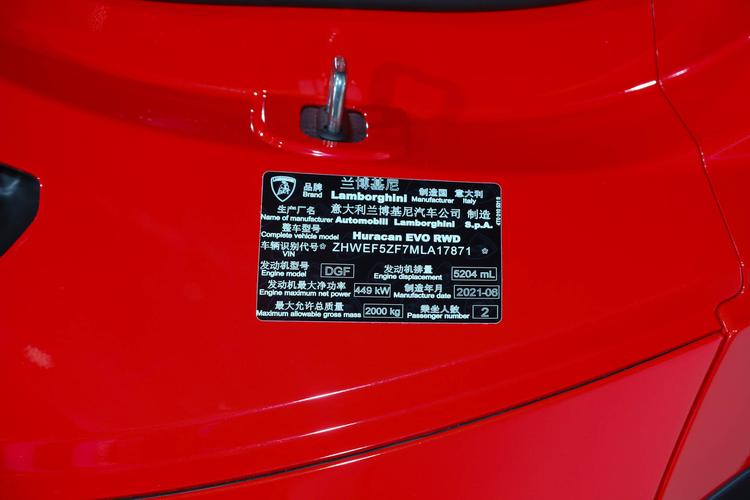 品牌 兰博基尼 制造国 意大利
Brand Lamborghini Manufacturer Italy
生产厂名 意大利兰博基尼汽车公司 制造
Name of manufacturer Automobili Lamborghini S.p.A.
整车型号
Complete vehicle model Huracan EVO RWD
车辆识别代号 ZHWEF5ZF7MLA17871
VIN
发动机型号 DGF 发动机排量 5204 mL
Engine model Engine displacement
发动机最大净功率 449 kW 制造年月 2021-06
Engine maximum net power Manufacture date
最大允许总质量 2000 kg 乘坐人数 2
Maximum allowable gross mass Passenger number